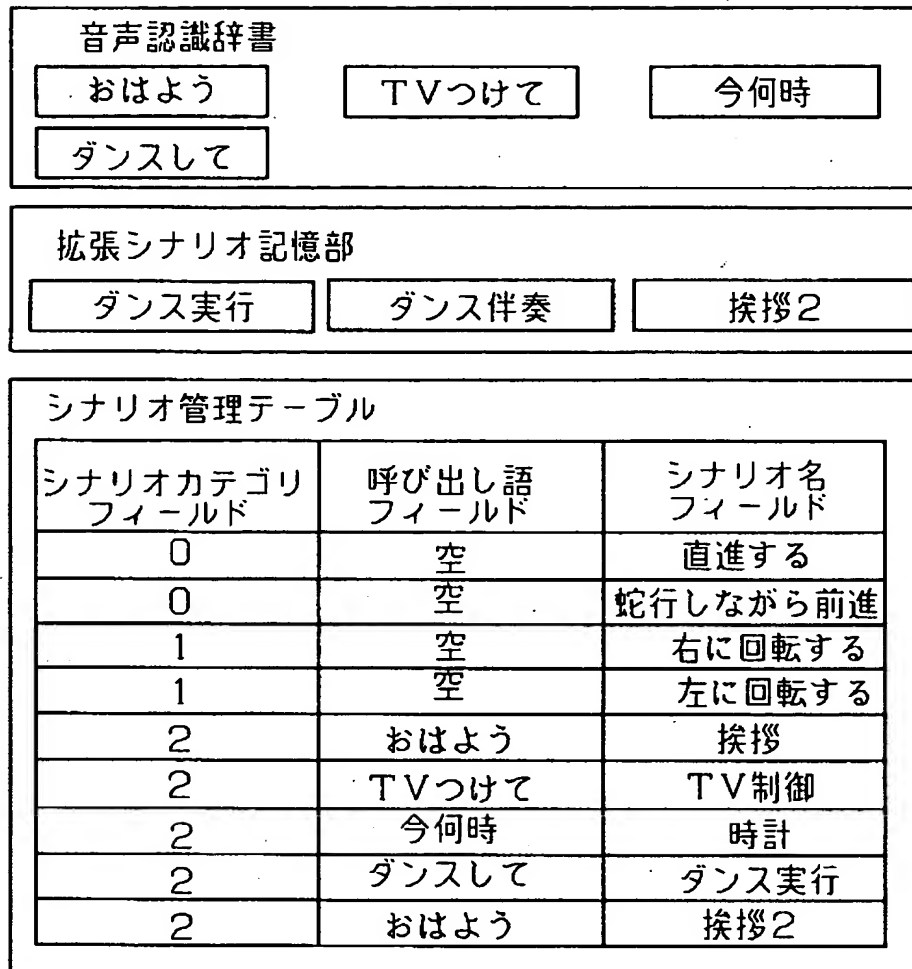 音声認識辞書
おはよう TVつけて 今何時
ダンスして
拡張シナリオ記憶部
ダンス実行 ダンス伴奏 挨拶2
シナリオ管理テーブル
シナリオカテゴリ 呼び出し語 シナリオ名
フィールド フィールド フィールド
0 空 直進する
0 空 蛇行しながら前進
1 空 右に回転する
1 空 左に回転する
2 おはよう 挨拶
2 TVつけて TV制御
2 今何時 時計
2 ダンスして ダンス実行
2 おはよう 挨拶2